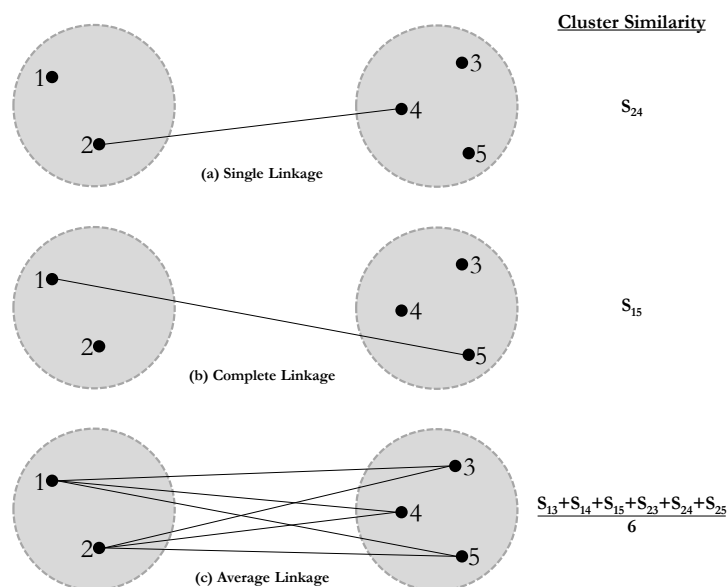 Cluster Similarity
1
3
4
S24
2
5
(a) Single Linkage
1
3
4
S15
2
5
(b) Complete Linkage
1
3
4
S13+S14+S15+S23+S24+S25
6
2
5
(c) Average Linkage